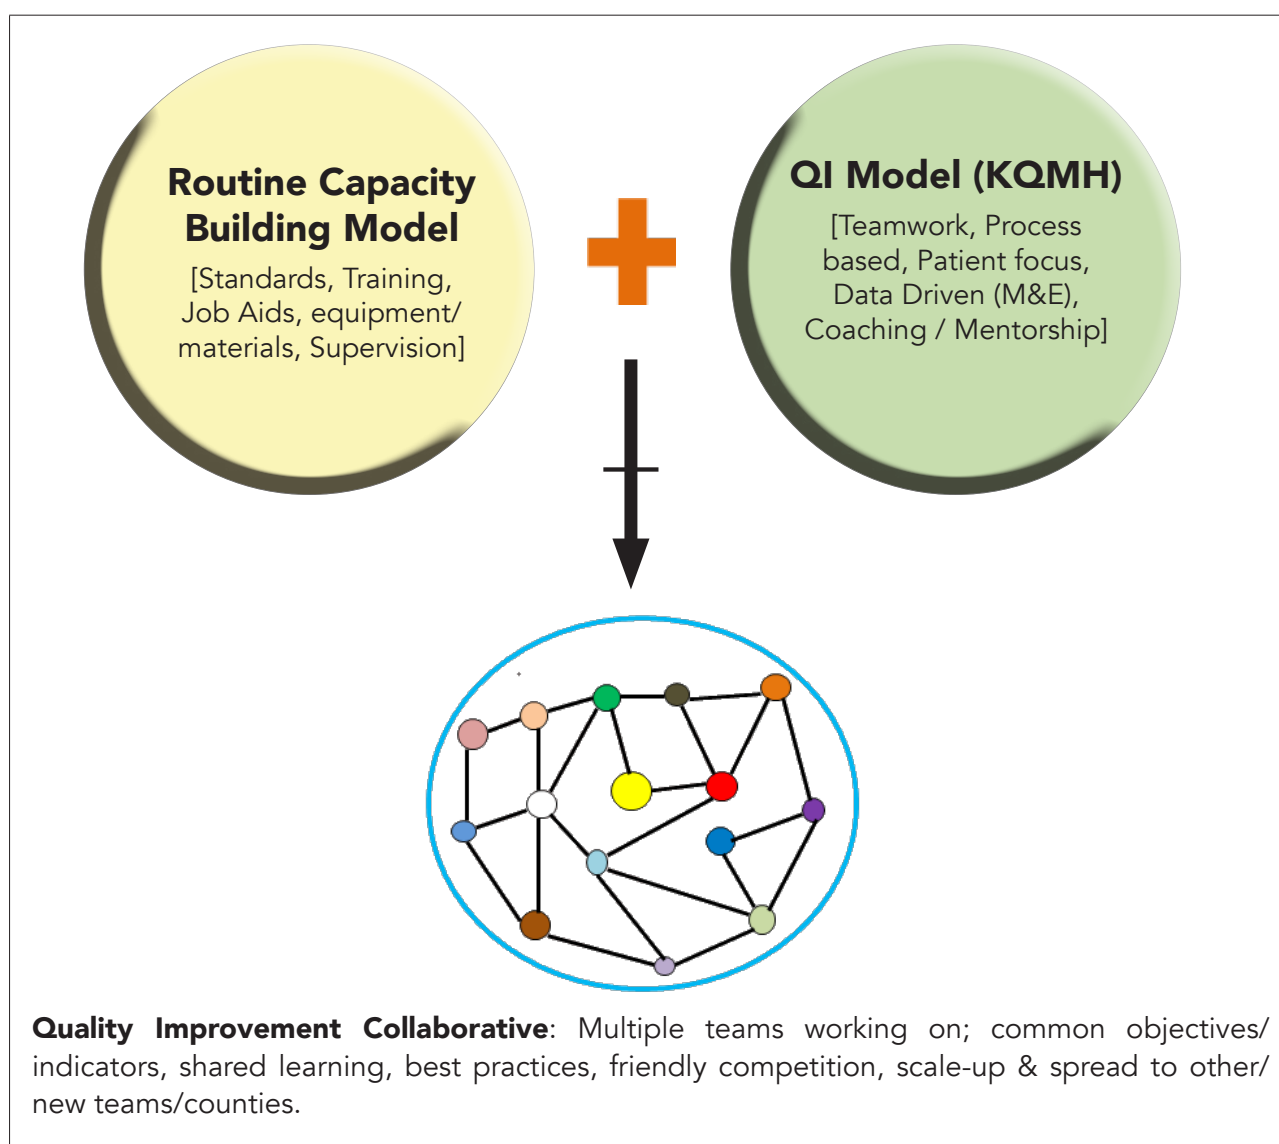 Routine Capacity
Building Model
[Standards, Training,
Job Aids, equipment/
materials, Supervision]
QI Model (KQMH)
[Teamwork, Process
based, Patient focus,
Data Driven (M&E),
Coaching / Mentorship]
Quality Improvement Collaborative: Multiple teams working on; common objectives/
indicators, shared learning, best practices, friendly competition, scale-up & spread to other/
new teams/counties.